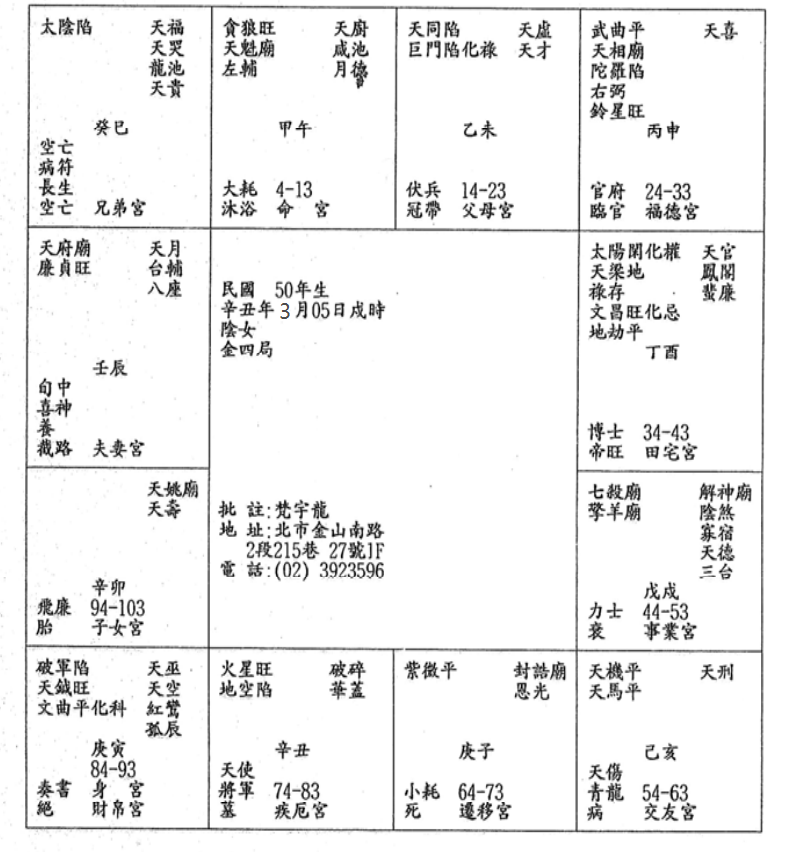 太陰陷 天福
天哭
龍池
天貴
癸巳
空亡
病符
長生
空亡 兄弟宮
貪狼旺 天廚
天魁廟 咸池
左輔 月德
甲午
大耗 4-13
沐浴 命 宮
天同陷 天虛
巨門陷化祿 天才
乙未
伏兵 14-23
冠帶 父母宮
武曲平 天喜
天相廟
陀羅陷
右弼
鈴星旺
丙申
官府 24-33
臨官 福德宮
天府廟 天月
廉貞旺 台輔
八座
壬辰
旬中
喜神
養
截路 夫妻宮
民國 50年生
辛丑年 3 月05日戌時
陰女
金四局
批 註:梵宇龍
地 址:北市金山南路
2段215巷 27號1F
電 話:(02) 3923596
太陽閑化權 天官
天梁地 鳳閣
祿存 蜚廉
文昌旺化忌
地劫平
丁酉
博士 34-43
帝旺 田宅宮
天姚廟
天壽
辛卯
飛廉 94-103
胎 子女宮
七殺廟 解神廟
擎羊廟 陰煞
寡宿
天德
三台
戊戌
力士 44-53
衰 事業宮
破軍陷 天巫
天鉞旺 天空
文曲平化科 紅鸞
孤辰
庚寅
84-93
奏書 身 宮
絕 財帛宮
火星旺 破碎
地空陷 華蓋
辛丑
天使
將軍 74-83
墓 疾厄宮
紫微平 封誥廟
恩光
庚子
小耗 64-73
死 遷移宮
天機平 天刑
天馬平
己亥
天傷
青龍 54-63
病 交友宮